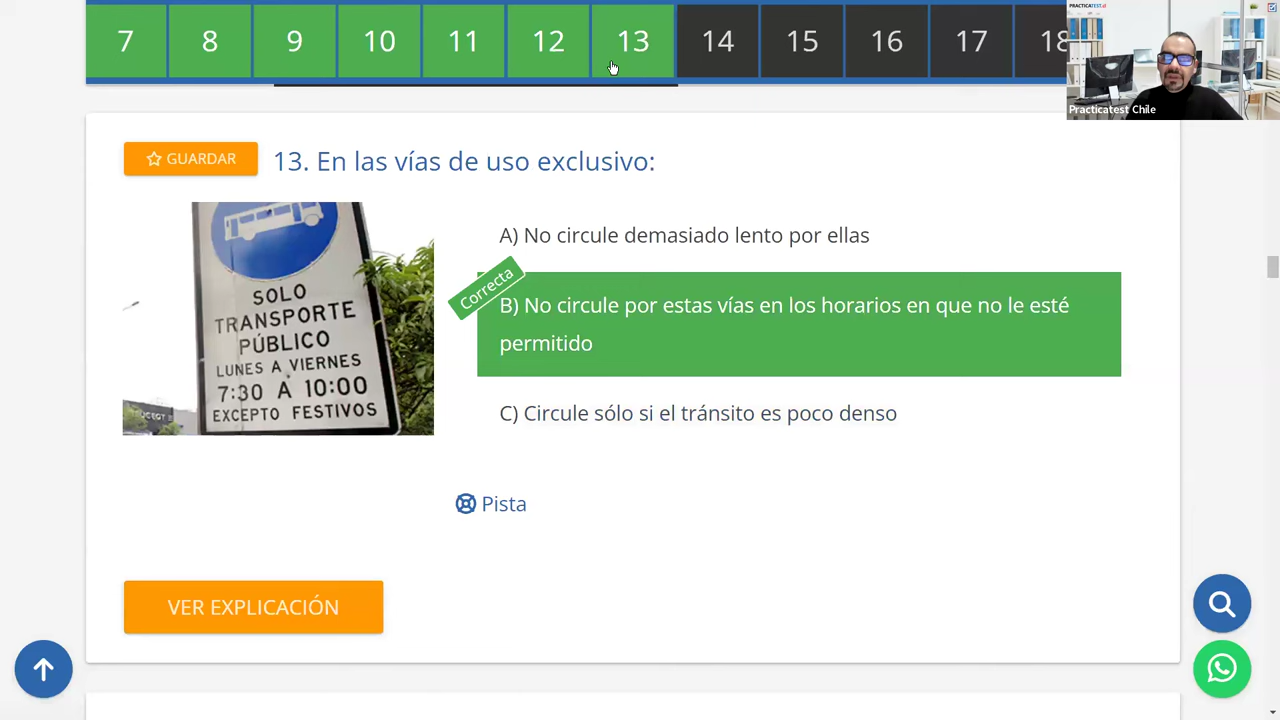 7 8 9 10 11 12 13 14 15 16 17 18
PRACTICATEST.cl
Practicatest Chile
GUARDAR
13. En las vías de uso exclusivo:
SOLO
TRANSPORTE
PÚBLICO
LUNES A VIERNES
7:30 A 10:00
EXCEPTO FESTIVOS
A) No circule demasiado lento por ellas
Correcta
B) No circule por estas vías en los horarios en que no le esté
permitido
C) Circule sólo si el tránsito es poco denso
Pista
VER EXPLICACIÓN